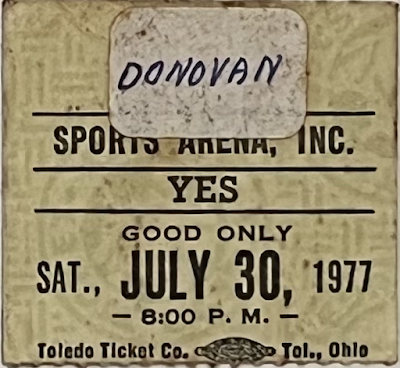 DONOVAN
SPORTS ARENA, INC.
YES
GOOD ONLY
SAT., JULY 30, 1977
— 8:00 P. M. —
Toledo Ticket Co. Tol., Ohio